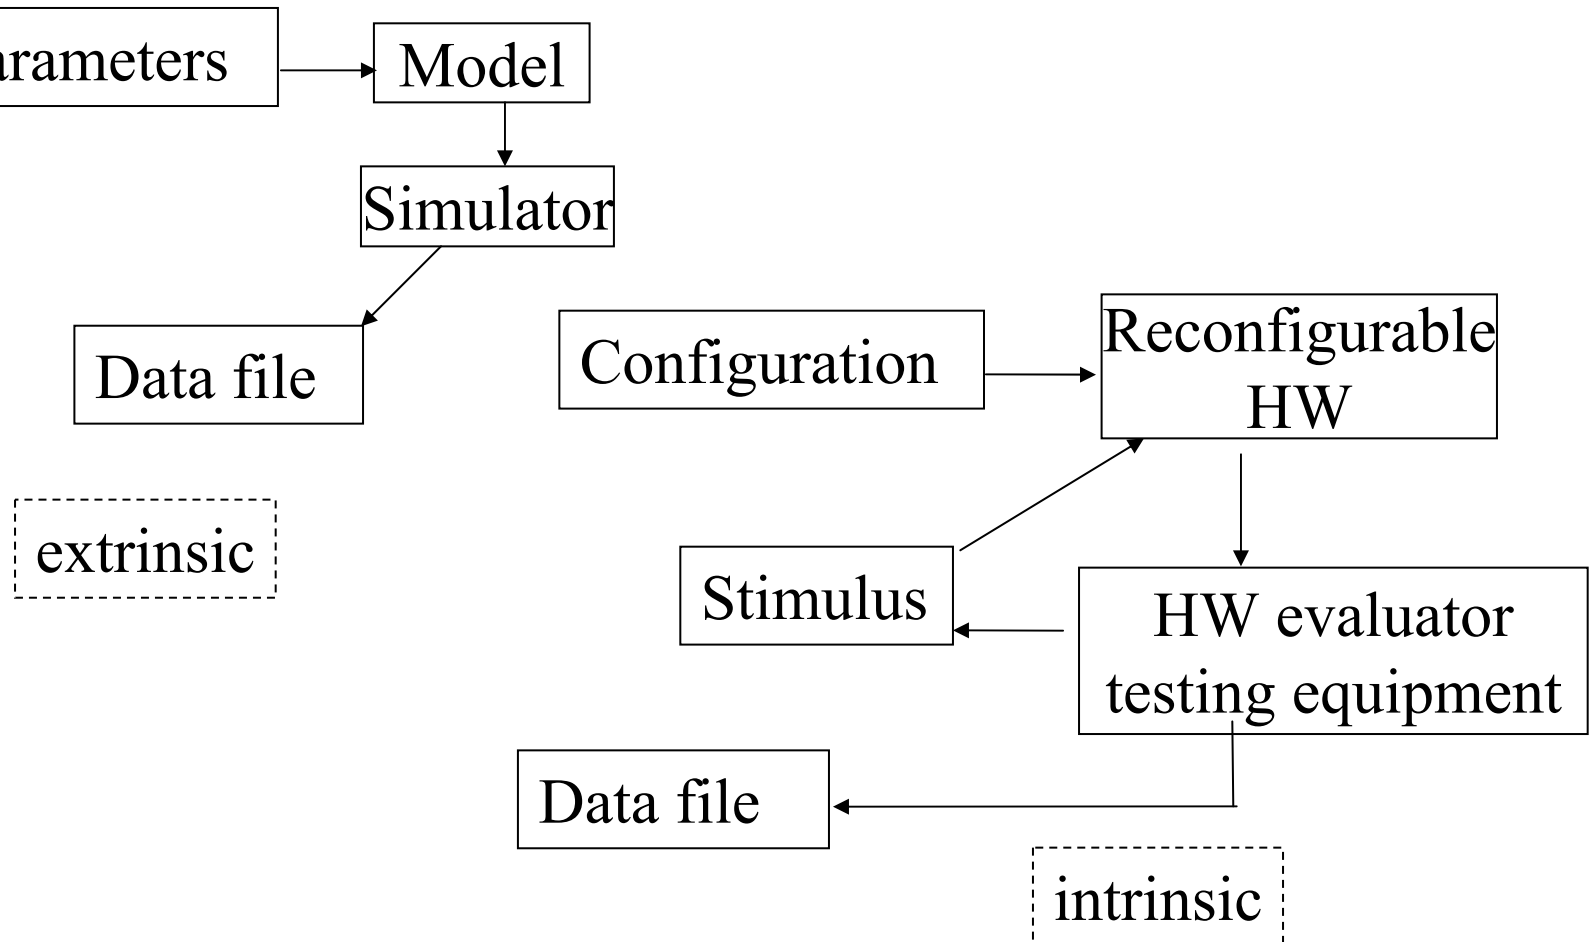 arameters
Model
Simulator
Data file
Configuration
Reconfigurable
HW
extrinsic
Stimulus
HW evaluator
testing equipment
Data file
intrinsic